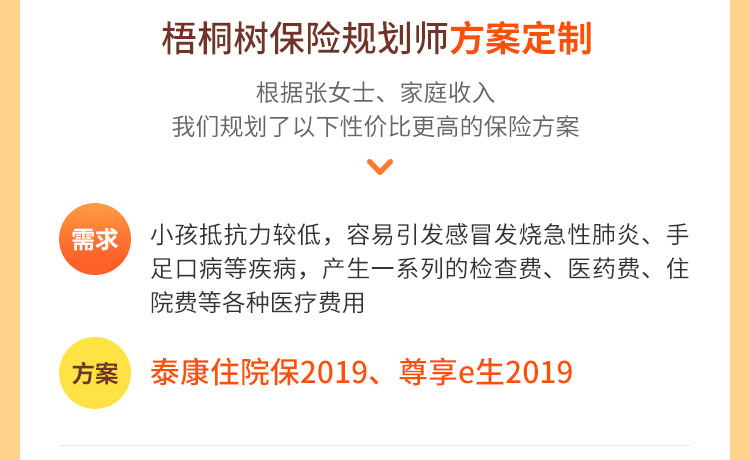 梧桐树保险规划师方案定制
根据张女士、家庭收入
我们规划了以下性价比更高的保险方案
需求
小孩抵抗力较低，容易引发感冒发烧急性肺炎、手
足口病等疾病，产生一系列的检查费、医药费、住
院费等各种医疗费用
方案
泰康住院保2019、尊享e生2019